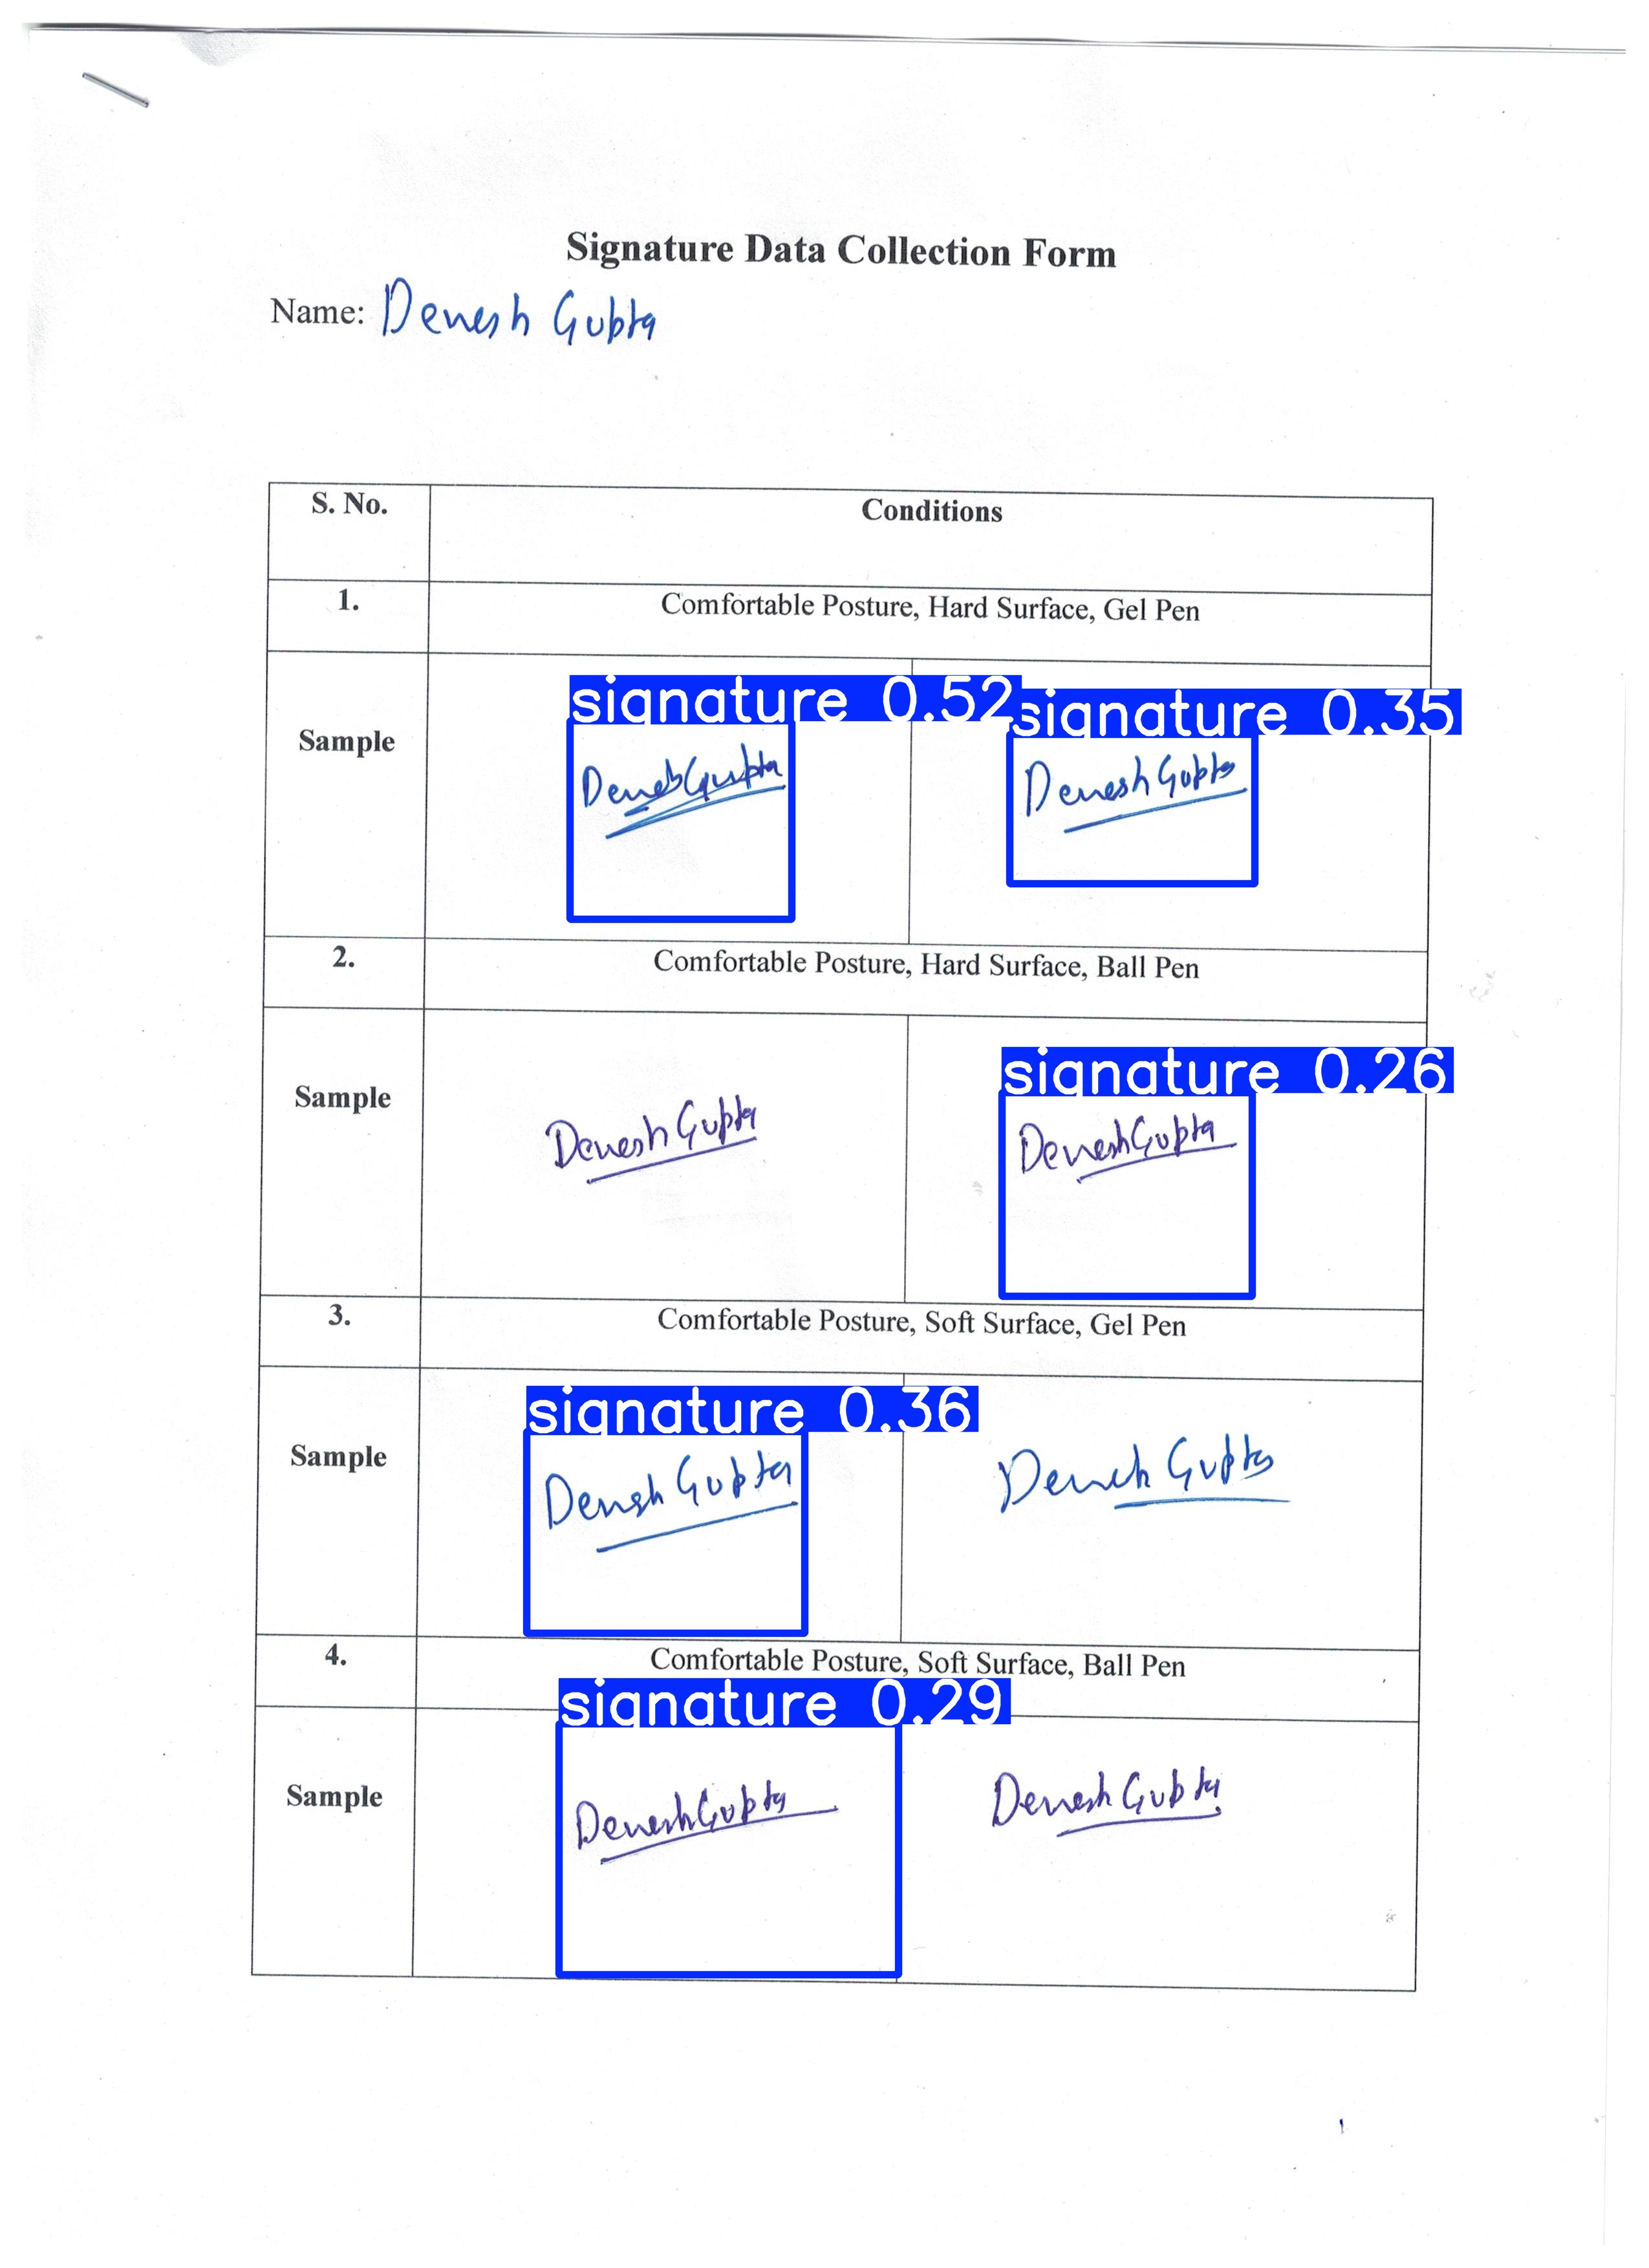 Signature Data Collection Form
Name: Denesh Gupta
S. No. Conditions
1. Comfortable Posture, Hard Surface, Gel Pen
signature 0.52 signature 0.35
Sample Denesh Gupta Denesh Gupta
2. Comfortable Posture, Hard Surface, Ball Pen
signature 0.26
Sample Denesh Gupta Denesh Gupta
3. Comfortable Posture, Soft Surface, Gel Pen
signature 0.36
Sample Denesh Gupta Denesh Gupta
4. Comfortable Posture, Soft Surface, Ball Pen
signature 0.29
Sample Denesh Gupta Denesh Gupta